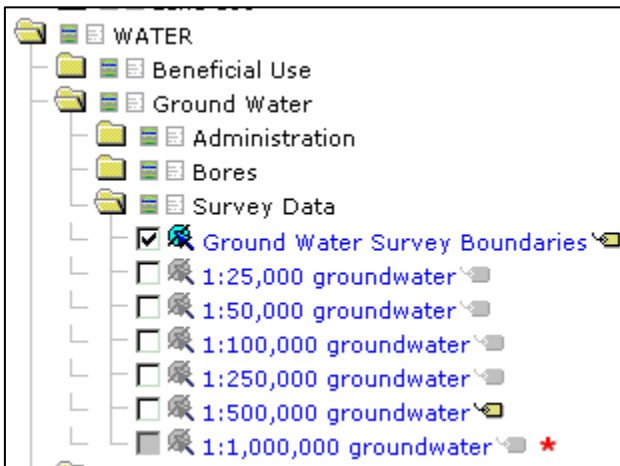 WATER
Beneficial Use
Ground Water
Administration
Bores
Survey Data
Ground Water Survey Boundaries
1:25,000 groundwater
1:50,000 groundwater
1:100,000 groundwater
1:250,000 groundwater
1:500,000 groundwater
1:1,000,000 groundwater *